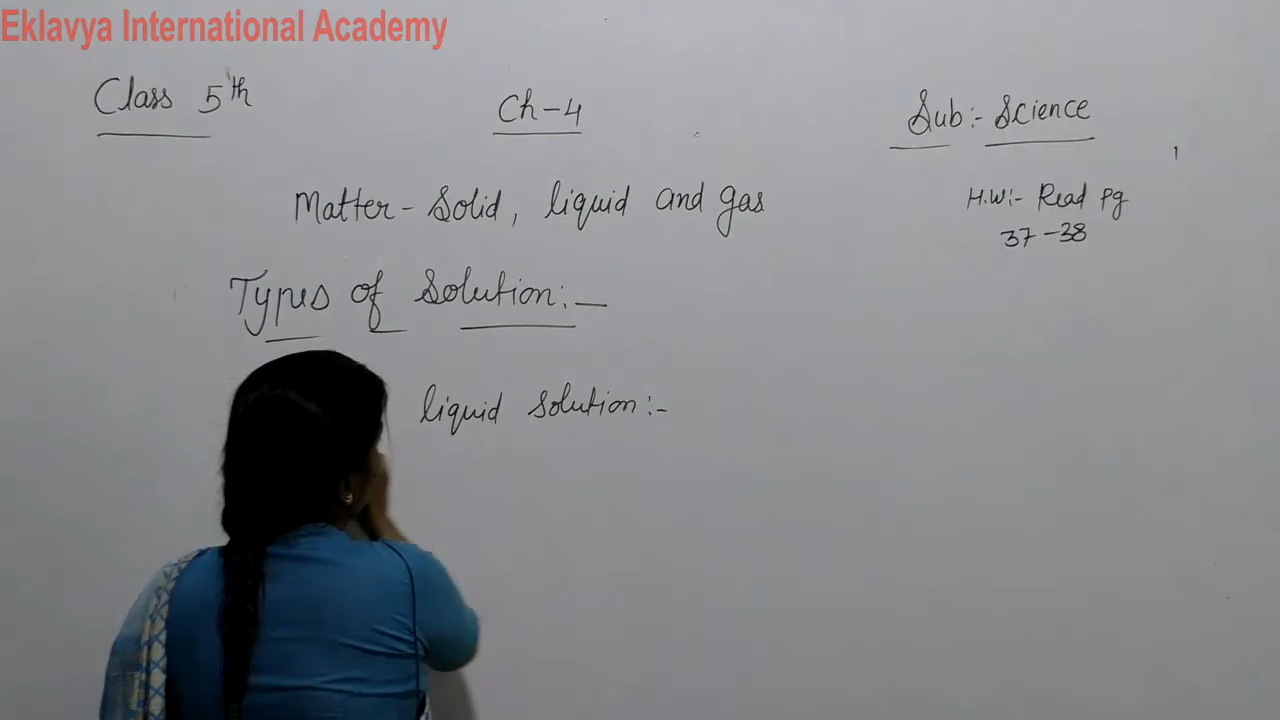 Eklavya International Academy
Class 5th
Ch-4
Sub:- Science
Matter - Solid, liquid and gas
H.W:- Read Pg
37-38
Types of Solution:-
liquid solution:-